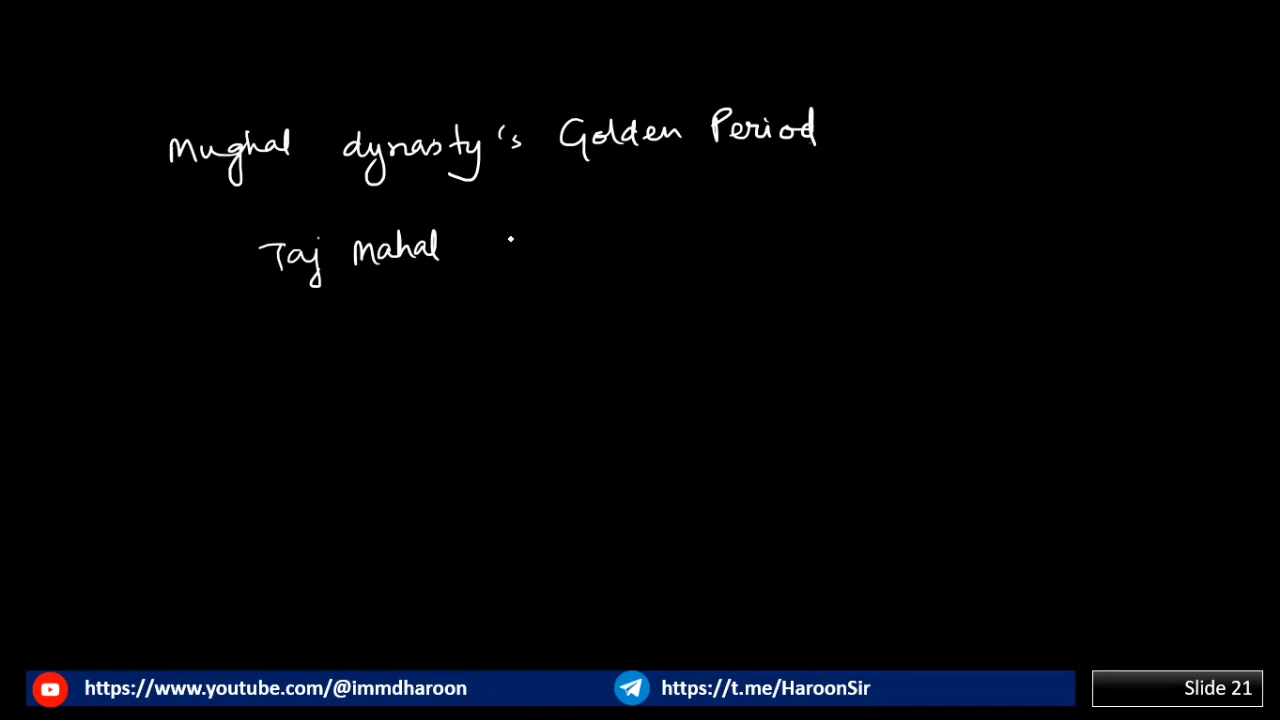 Mughal dynasty's Golden Period
Taj Mahal
https://www.youtube.com/@immdharoon
https://t.me/HaroonSir
Slide 21